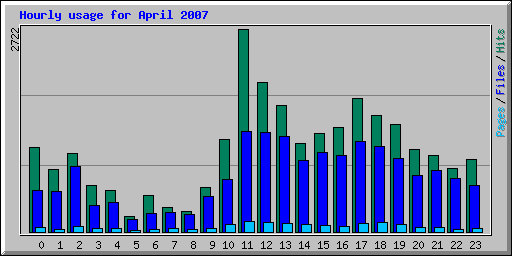 Hourly usage for April 2007
2722
Pages / Files / Hits
0 1 2 3 4 5 6 7 8 9 10 11 12 13 14 15 16 17 18 19 20 21 22 23